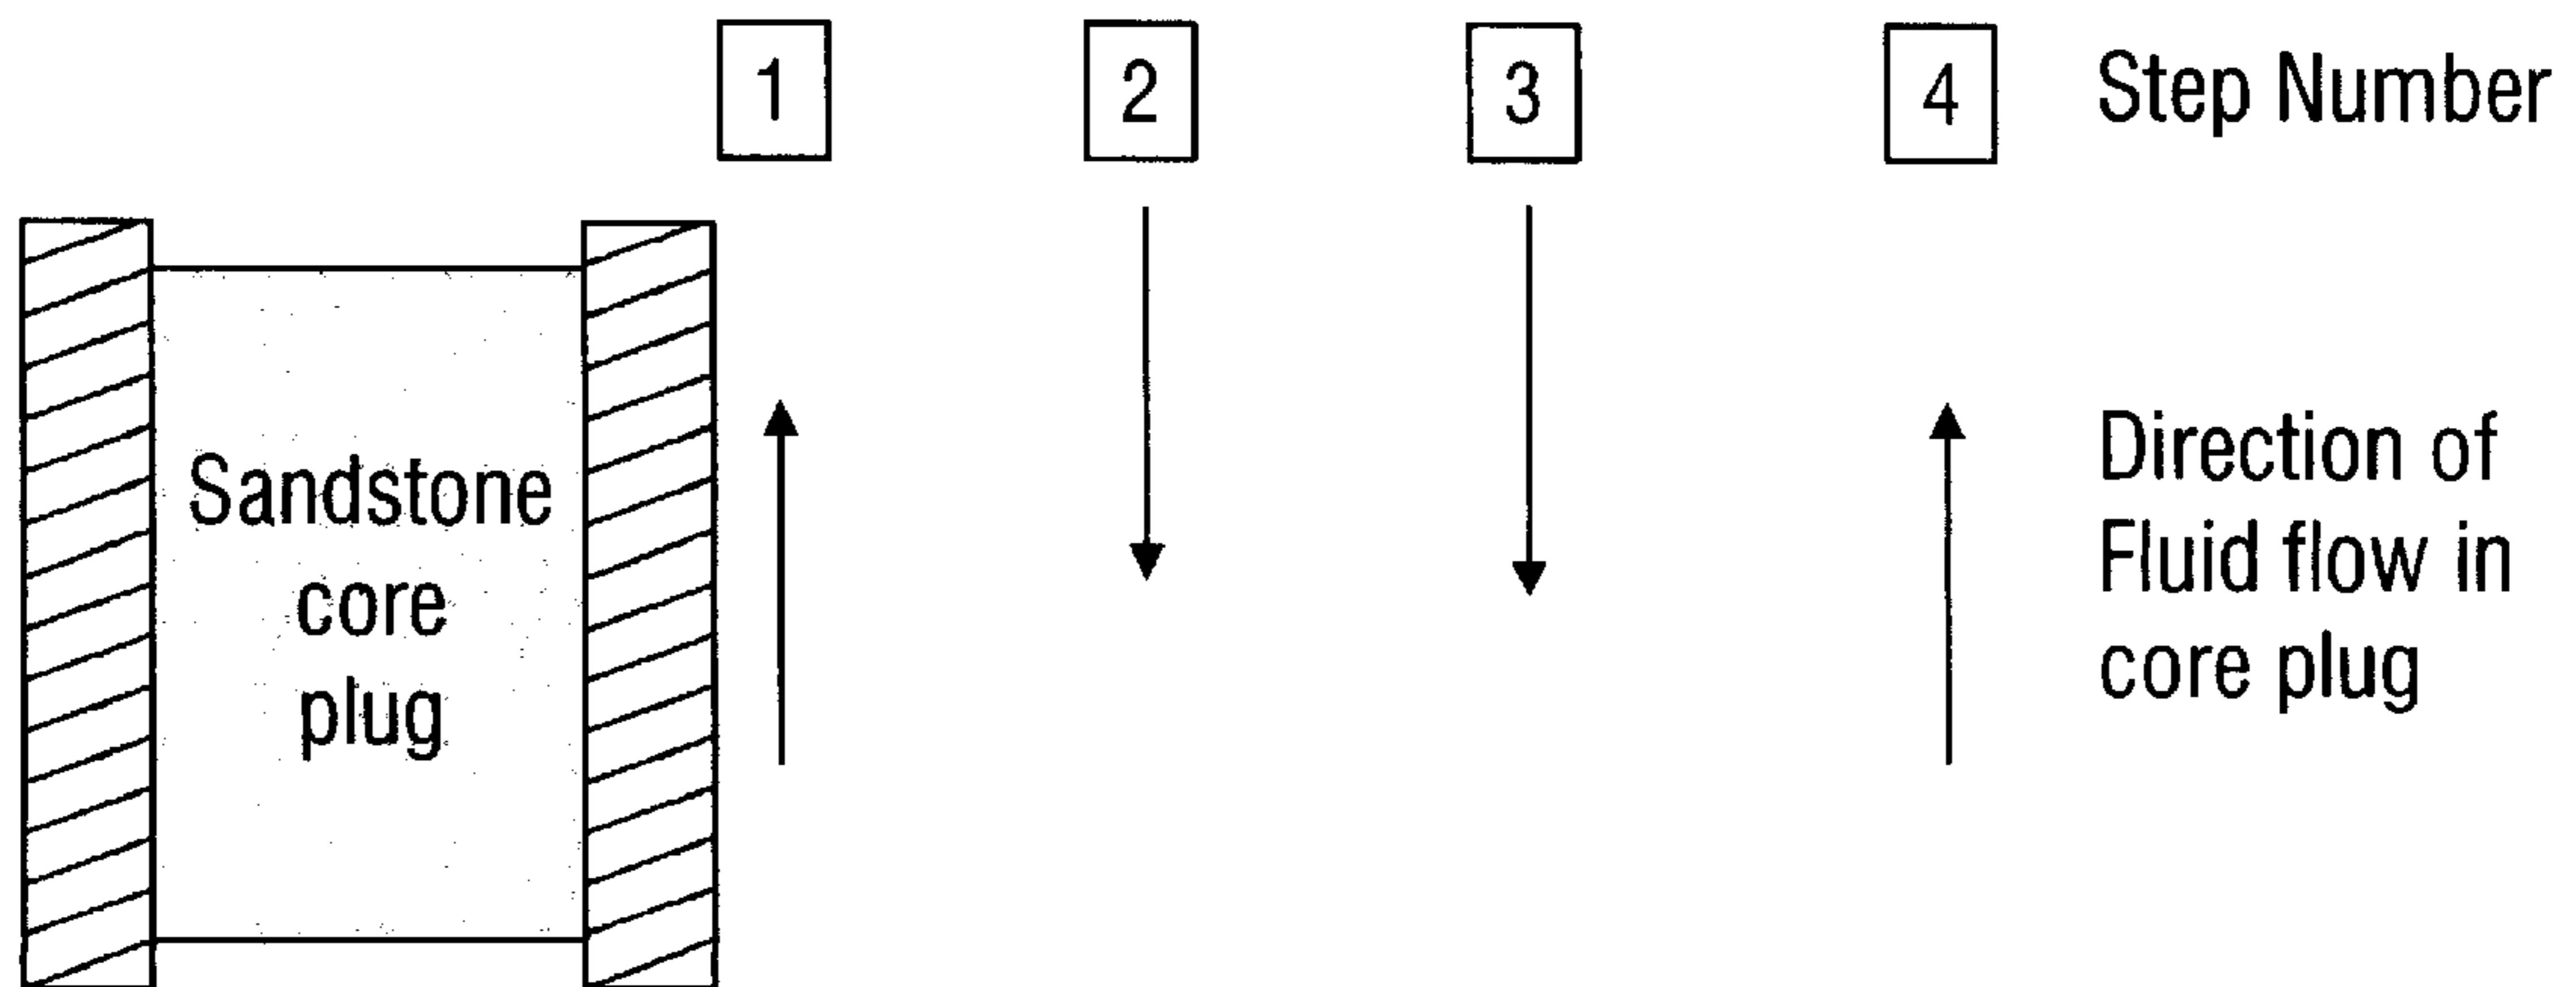 1
2
3
4
Step Number
Sandstone
core
plug
Direction of
Fluid flow in
core plug